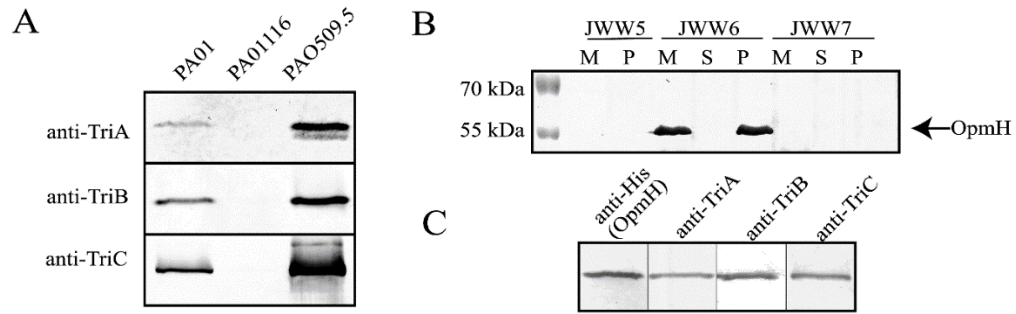 A
PA01
PA01116
PAO509.5
anti-TriA
anti-TriB
anti-TriC
B
JWW5 JWW6 JWW7
M P M S P M S P
70 kDa
55 kDa
OpmH
C
anti-His
(OpmH)
anti-TriA
anti-TriB
anti-TriC